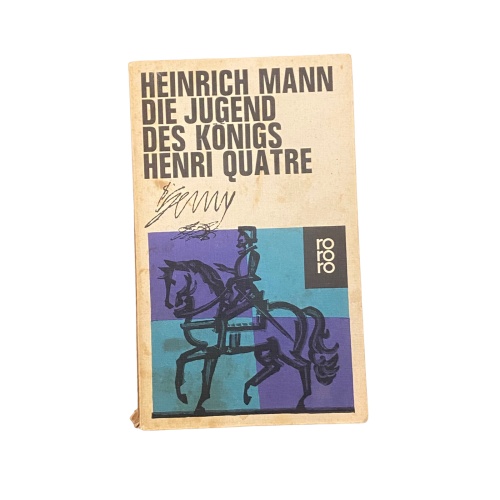 HEINRICH MANN
DIE JUGEND
DES KÖNIGS
HENRI QUATRE
ro
ro
ro